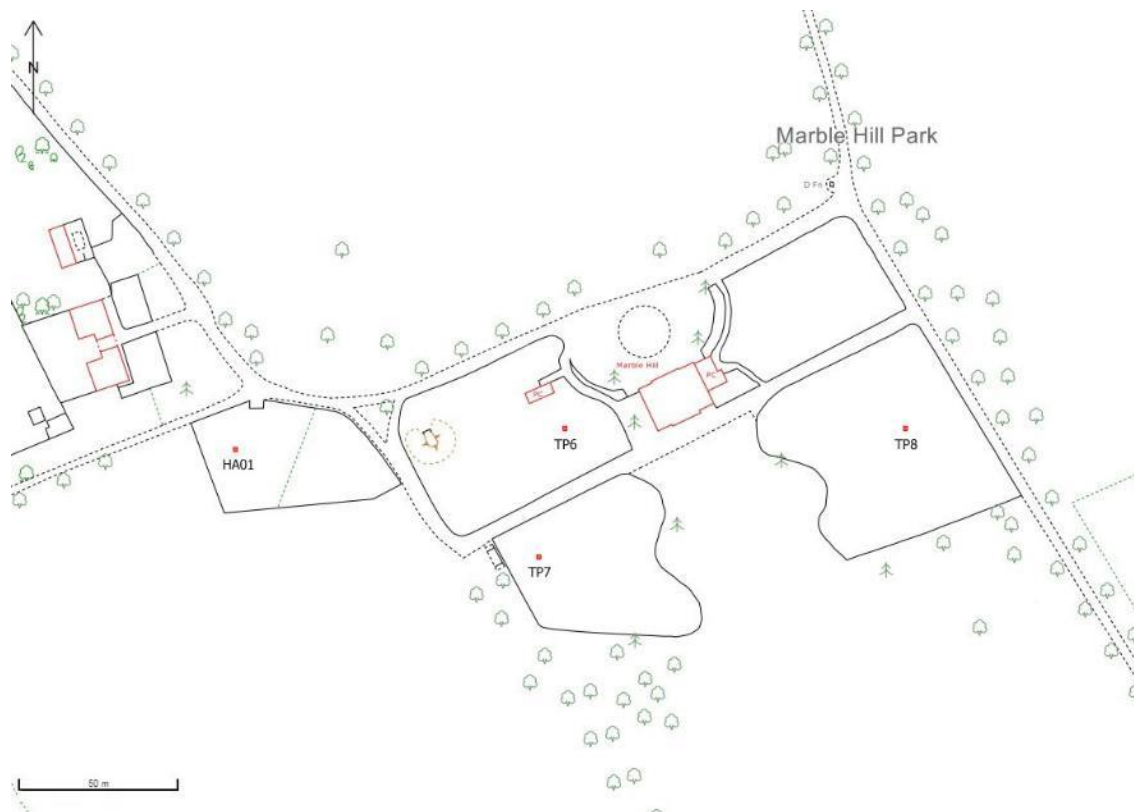 N
Marble Hill Park
D Fn
Marble Hill
PC
PC
TP6
TP8
HA01
TP7
50 m